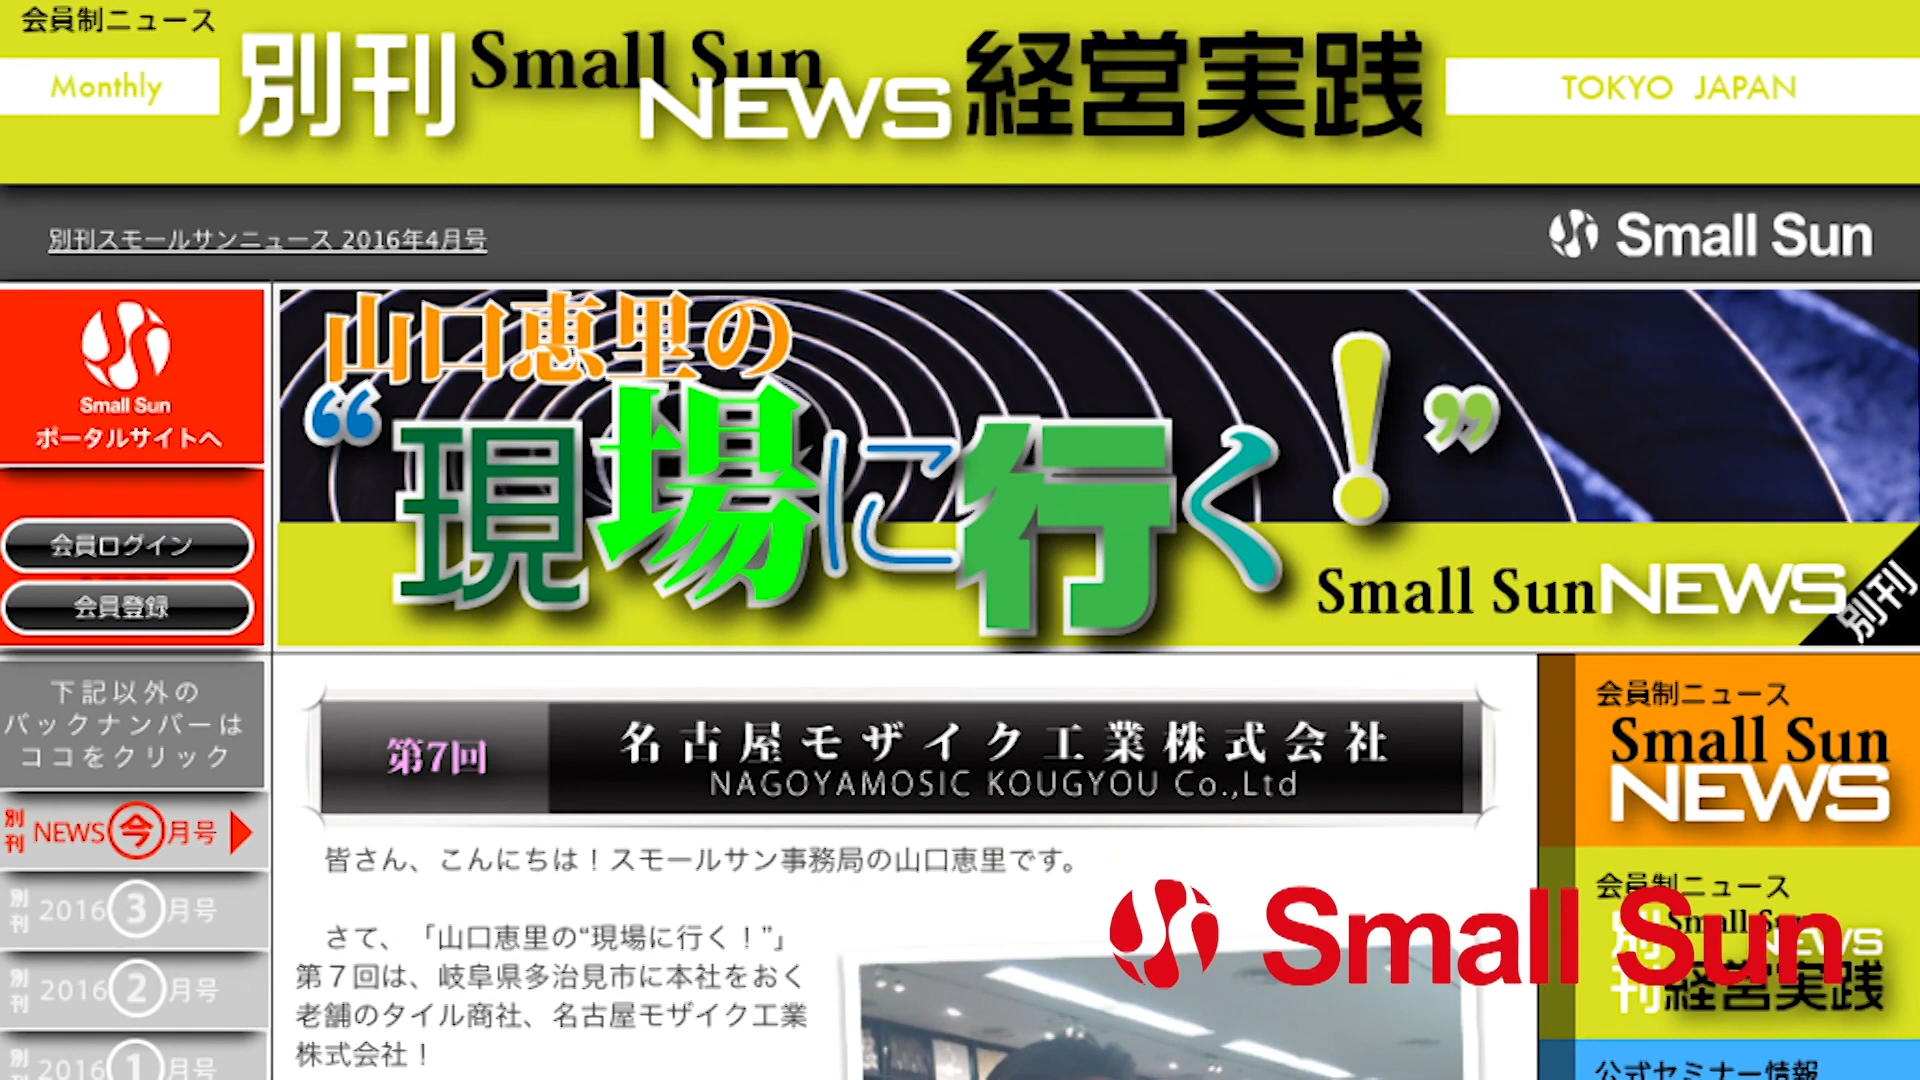 会員制ニュース
Monthly
別刊 Small Sun NEWS 経営実践
TOKYO JAPAN
別刊スモールサンニュース 2016年4月号
Small Sun
Small Sun
ポータルサイトへ
会員ログイン
会員登録
下記以外の
バックナンバーは
ココをクリック
別刊 NEWS 今月号
別刊 2016 3月号
別刊 2016 2月号
別刊 2016 1月号
山口恵里の
“現場に行く！”
Small Sun NEWS
別刊
第7回
名古屋モザイク工業株式会社
NAGOYAMOSIC KOUGYOU Co.,Ltd
皆さん、こんにちは！スモールサン事務局の山口恵里です。
さて、「山口恵里の“現場に行く！”」
第７回は、岐阜県多治見市に本社をおく
老舗のタイル商社、名古屋モザイク工業
株式会社！
会員制ニュース
Small Sun
NEWS
会員制ニュース
別刊 Small Sun NEWS
経営実践
公式セミナー情報
Small Sun